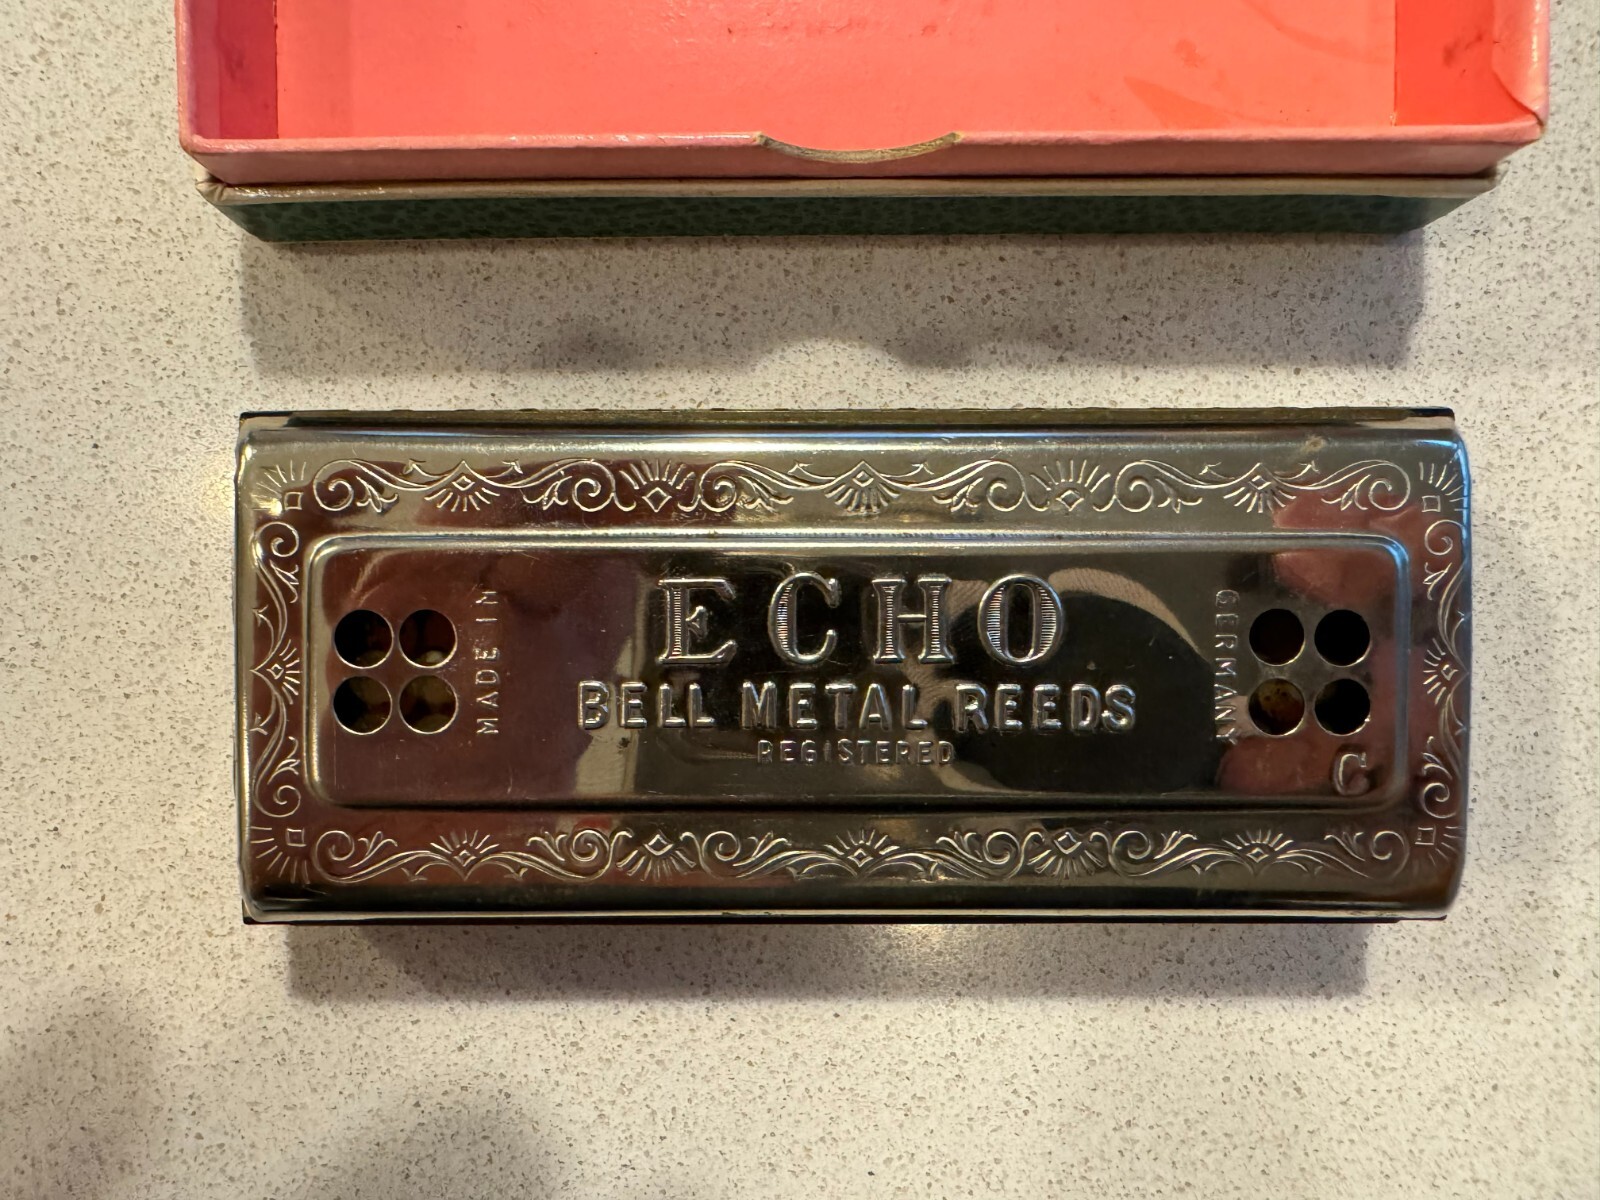 MADE IN
ECHO
BELL METAL REEDS
REGISTERED
GERMANY
C